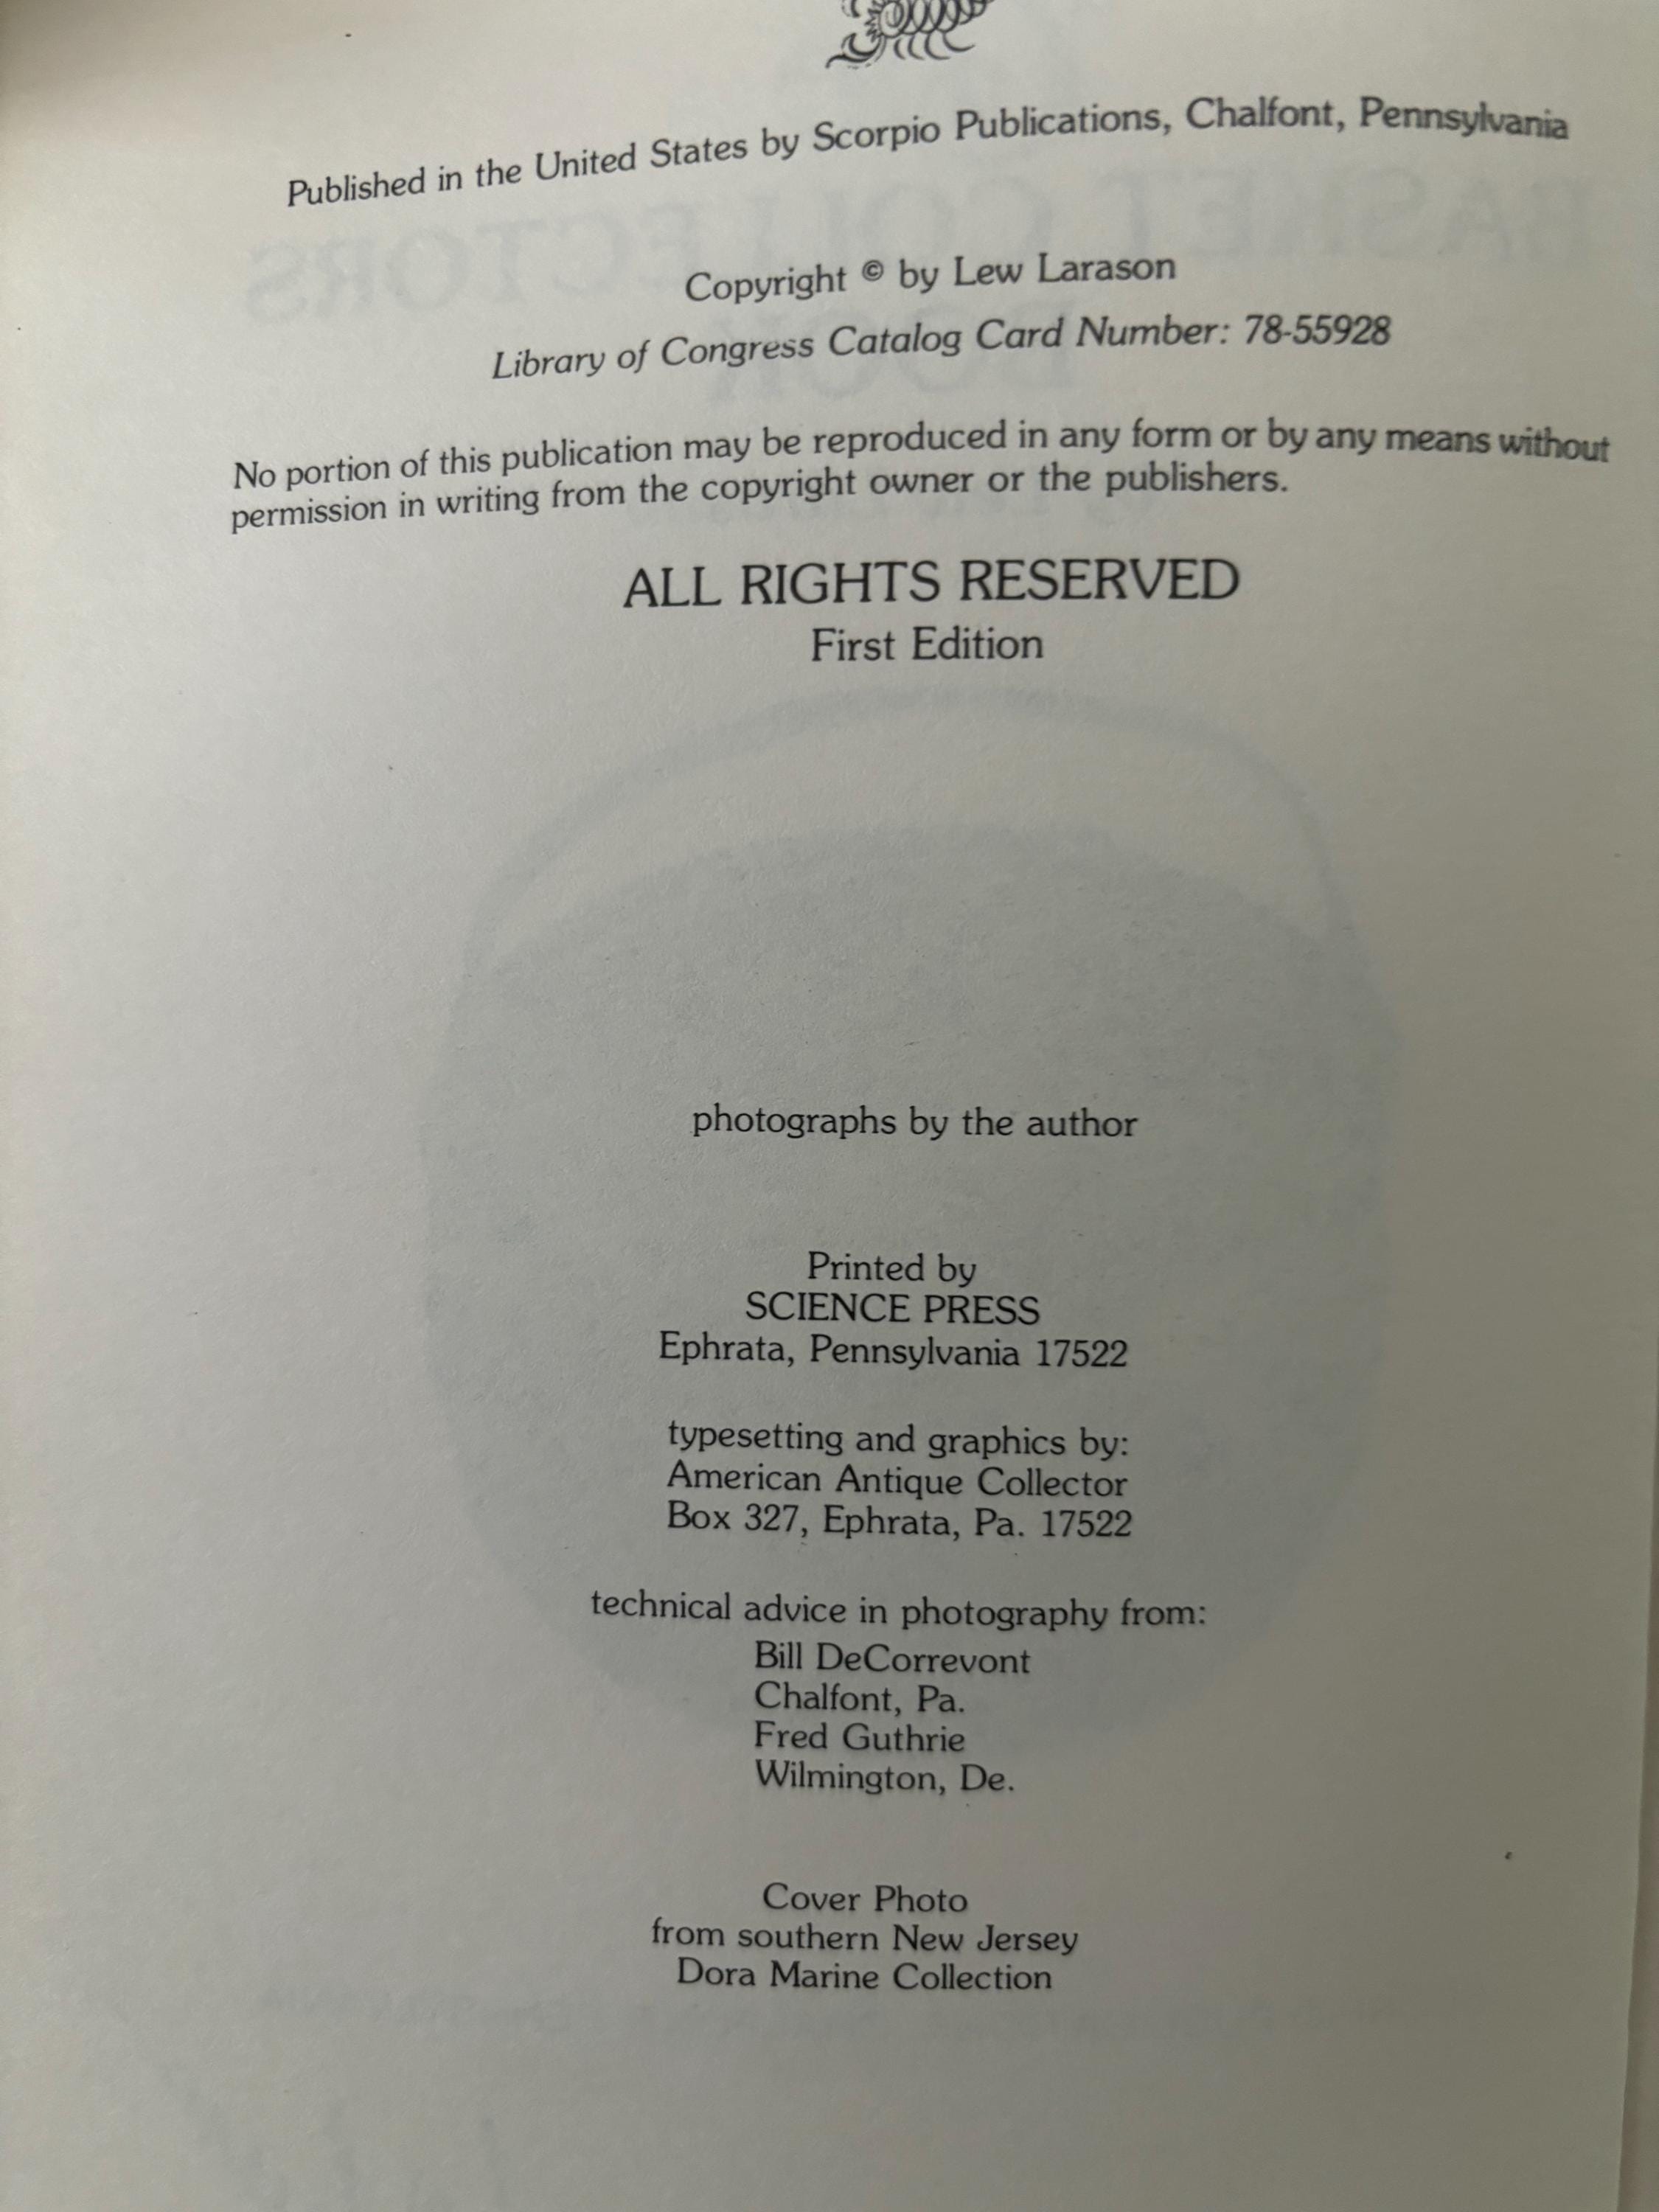 Published in the United States by Scorpio Publications, Chalfont, Pennsylvania
Copyright © by Lew Larason
Library of Congress Catalog Card Number: 78-55928
No portion of this publication may be reproduced in any form or by any means without
permission in writing from the copyright owner or the publishers.
ALL RIGHTS RESERVED
First Edition
photographs by the author
Printed by
SCIENCE PRESS
Ephrata, Pennsylvania 17522
typesetting and graphics by:
American Antique Collector
Box 327, Ephrata, Pa. 17522
technical advice in photography from:
Bill DeCorrevont
Chalfont, Pa.
Fred Guthrie
Wilmington, De.
Cover Photo
from southern New Jersey
Dora Marine Collection